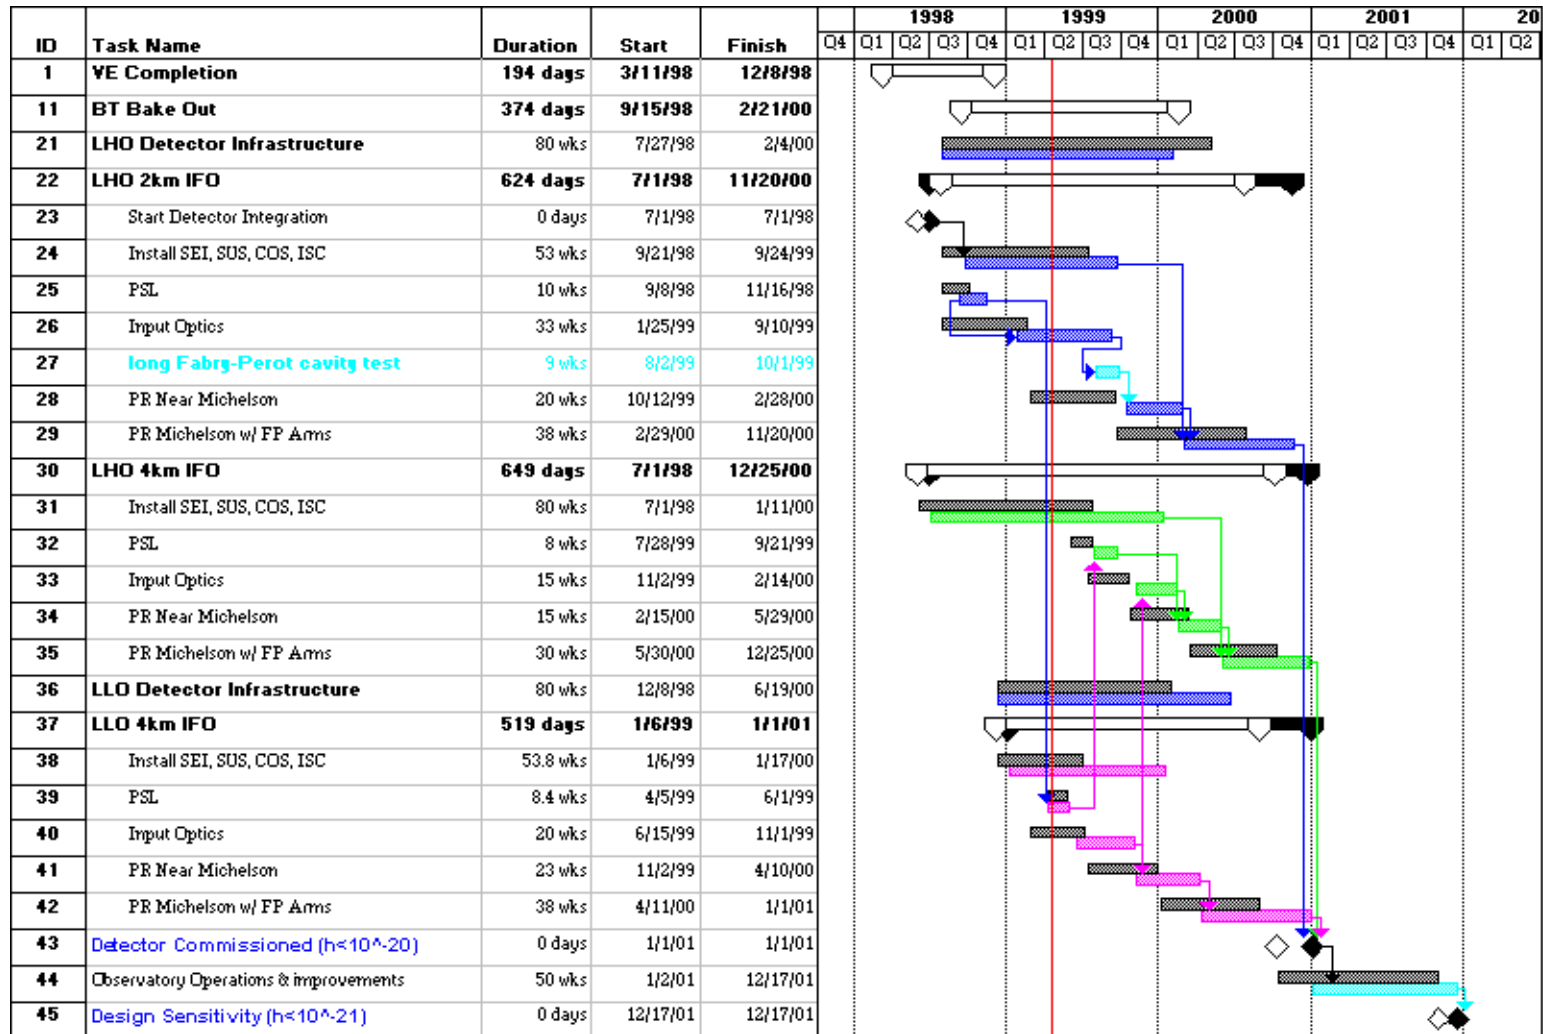 1998 1999 2000 2001 20
ID Task Name Duration Start Finish Q4 Q1 Q2 Q3 Q4 Q1 Q2 Q3 Q4 Q1 Q2 Q3 Q4 Q1 Q2 Q3 Q4 Q1 Q2
1 VE Completion 194 days 3/11/98 12/8/98
11 BT Bake Out 374 days 9/15/98 2/21/00
21 LHO Detector Infrastructure 80 wks 7/27/98 2/4/00
22 LHO 2km IFO 624 days 7/1/98 11/20/00
23 Start Detector Integration 0 days 7/1/98 7/1/98
24 Install SEI, SUS, COS, ISC 53 wks 9/21/98 9/24/99
25 PSL 10 wks 9/8/98 11/16/98
26 Input Optics 33 wks 1/25/99 9/10/99
27 long Fabry-Perot cavity test 9 wks 8/2/99 10/1/99
28 PR Near Michelson 20 wks 10/12/99 2/28/00
29 PR Michelson w/ FP Arms 38 wks 2/29/00 11/20/00
30 LHO 4km IFO 649 days 7/1/98 12/25/00
31 Install SEI, SUS, COS, ISC 80 wks 7/1/98 1/11/00
32 PSL 8 wks 7/28/99 9/21/99
33 Input Optics 15 wks 11/2/99 2/14/00
34 PR Near Michelson 15 wks 2/15/00 5/29/00
35 PR Michelson w/ FP Arms 30 wks 5/30/00 12/25/00
36 LLO Detector Infrastructure 80 wks 12/8/98 6/19/00
37 LLO 4km IFO 519 days 1/6/99 1/1/01
38 Install SEI, SUS, COS, ISC 53.8 wks 1/6/99 1/17/00
39 PSL 8.4 wks 4/5/99 6/1/99
40 Input Optics 20 wks 6/15/99 11/1/99
41 PR Near Michelson 23 wks 11/2/99 4/10/00
42 PR Michelson w/ FP Arms 38 wks 4/11/00 1/1/01
43 Detector Commissioned (h<10^-20) 0 days 1/1/01 1/1/01
44 Observatory Operations & improvements 50 wks 1/2/01 12/17/01
45 Design Sensitivity (h<10^-21) 0 days 12/17/01 12/17/01